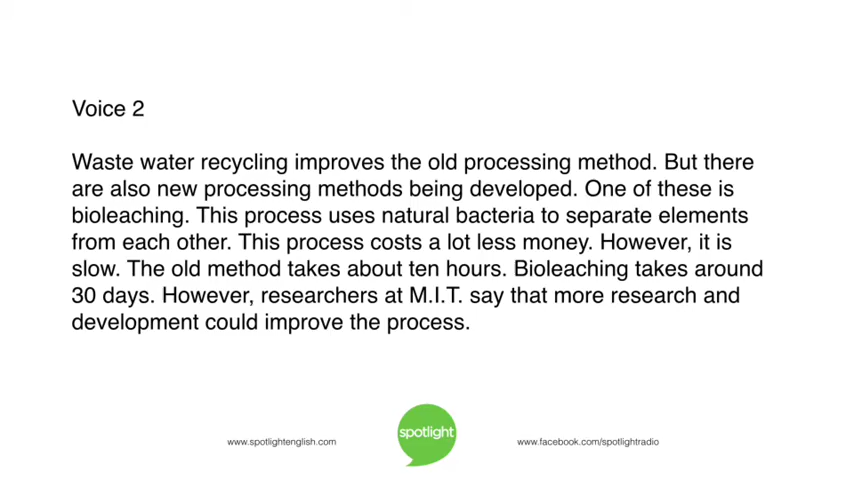 Voice 2
Waste water recycling improves the old processing method. But there
are also new processing methods being developed. One of these is
bioleaching. This process uses natural bacteria to separate elements
from each other. This process costs a lot less money. However, it is
slow. The old method takes about ten hours. Bioleaching takes around
30 days. However, researchers at M.I.T. say that more research and
development could improve the process.
www.spotlightenglish.com
spotlight
www.facebook.com/spotlightradio